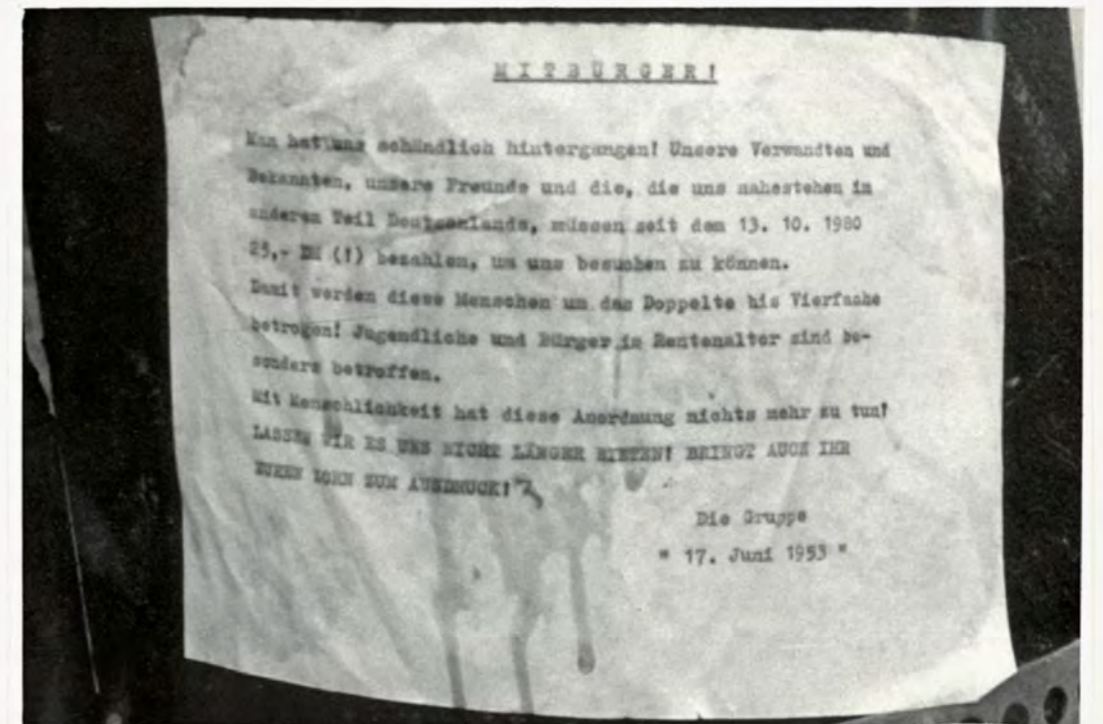 MITBÜRGER!
Man hat uns schändlich hintergangen! Unsere Verwandten und
Bekannten, unsere Freunde und die, die uns nahestehen im
anderen Teil Deutschlands, müssen seit dem 13. 10. 1980
25,- DM (!) bezahlen, um uns besuchen zu können.
Damit werden diese Menschen um das Doppelte bis Vierfache
betrogen! Jugendliche und Bürger im Rentenalter sind be-
sonders betroffen.
Mit Menschlichkeit hat diese Anordnung nichts mehr zu tun!
LASSEN WIR ES UNS NICHT LÄNGER BIETEN! BRINGT AUCH IHR
EUREN ZORN ZUM AUSDRUCK!
Die Gruppe
" 17. Juni 1953 "